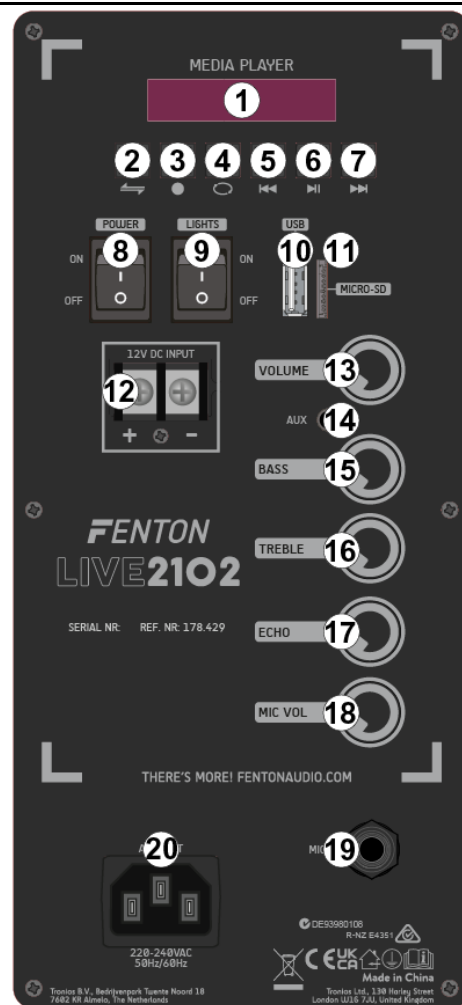 MEDIA PLAYER
1
2 3 4 5 6 7
POWER LIGHTS USB
8 9 10 11
ON ON
OFF OFF
MICRO-SD
12V DC INPUT
12
+ -
VOLUME 13
AUX 14
BASS 15
FENTON
LIVE2102
TREBLE 16
SERIAL NR: REF. NR: 178.429
ECHO 17
MIC VOL 18
THERE'S MORE! FENTONAUDIO.COM
20
MIC 19
220-240VAC
50Hz/60Hz
DE93980108
R-NZ E4351
CE UK CA
Made in China
Tronios B.V., Bedrijvenpark Twente Noord 18
7602 KR Almelo, The Netherlands
Tronios Ltd., 130 Harley Street
London W1G 7JU, United Kingdom